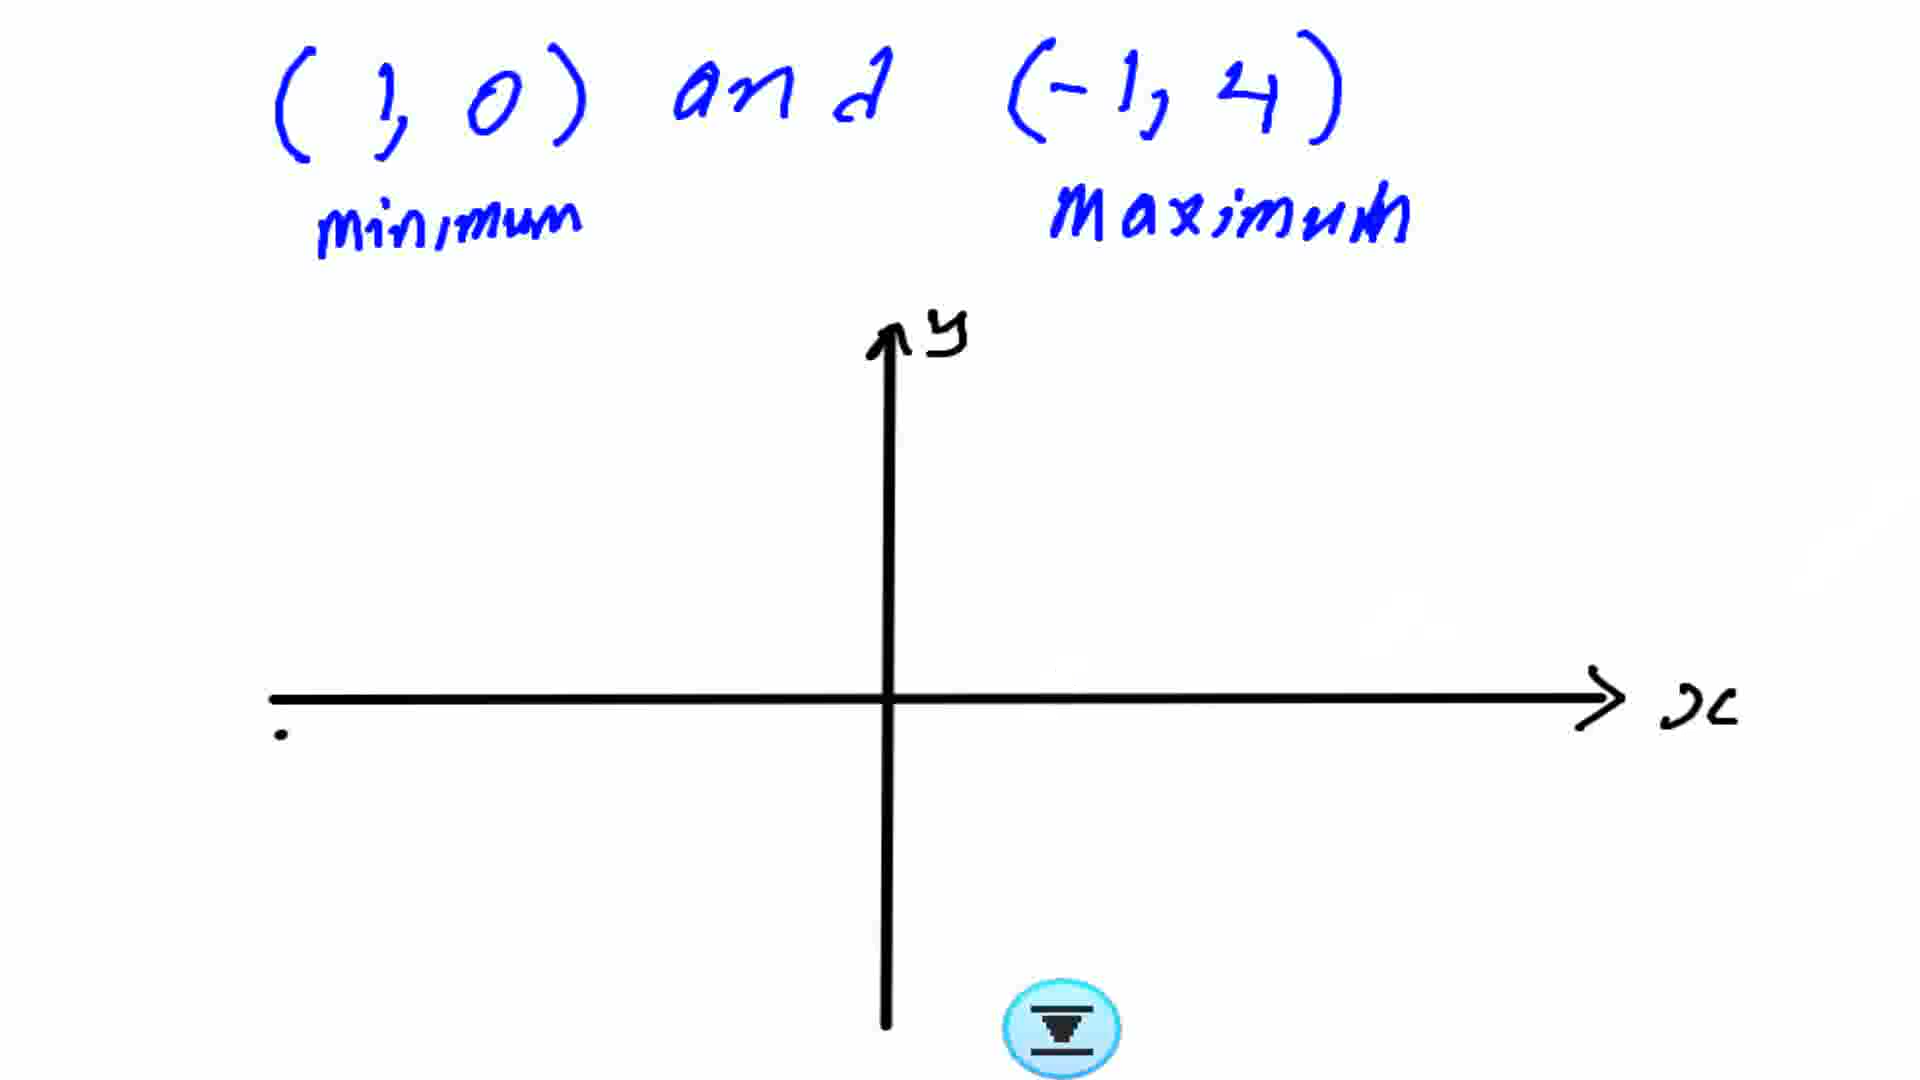 (1, 0) and (-1, 4)
minimum maximum
y
x